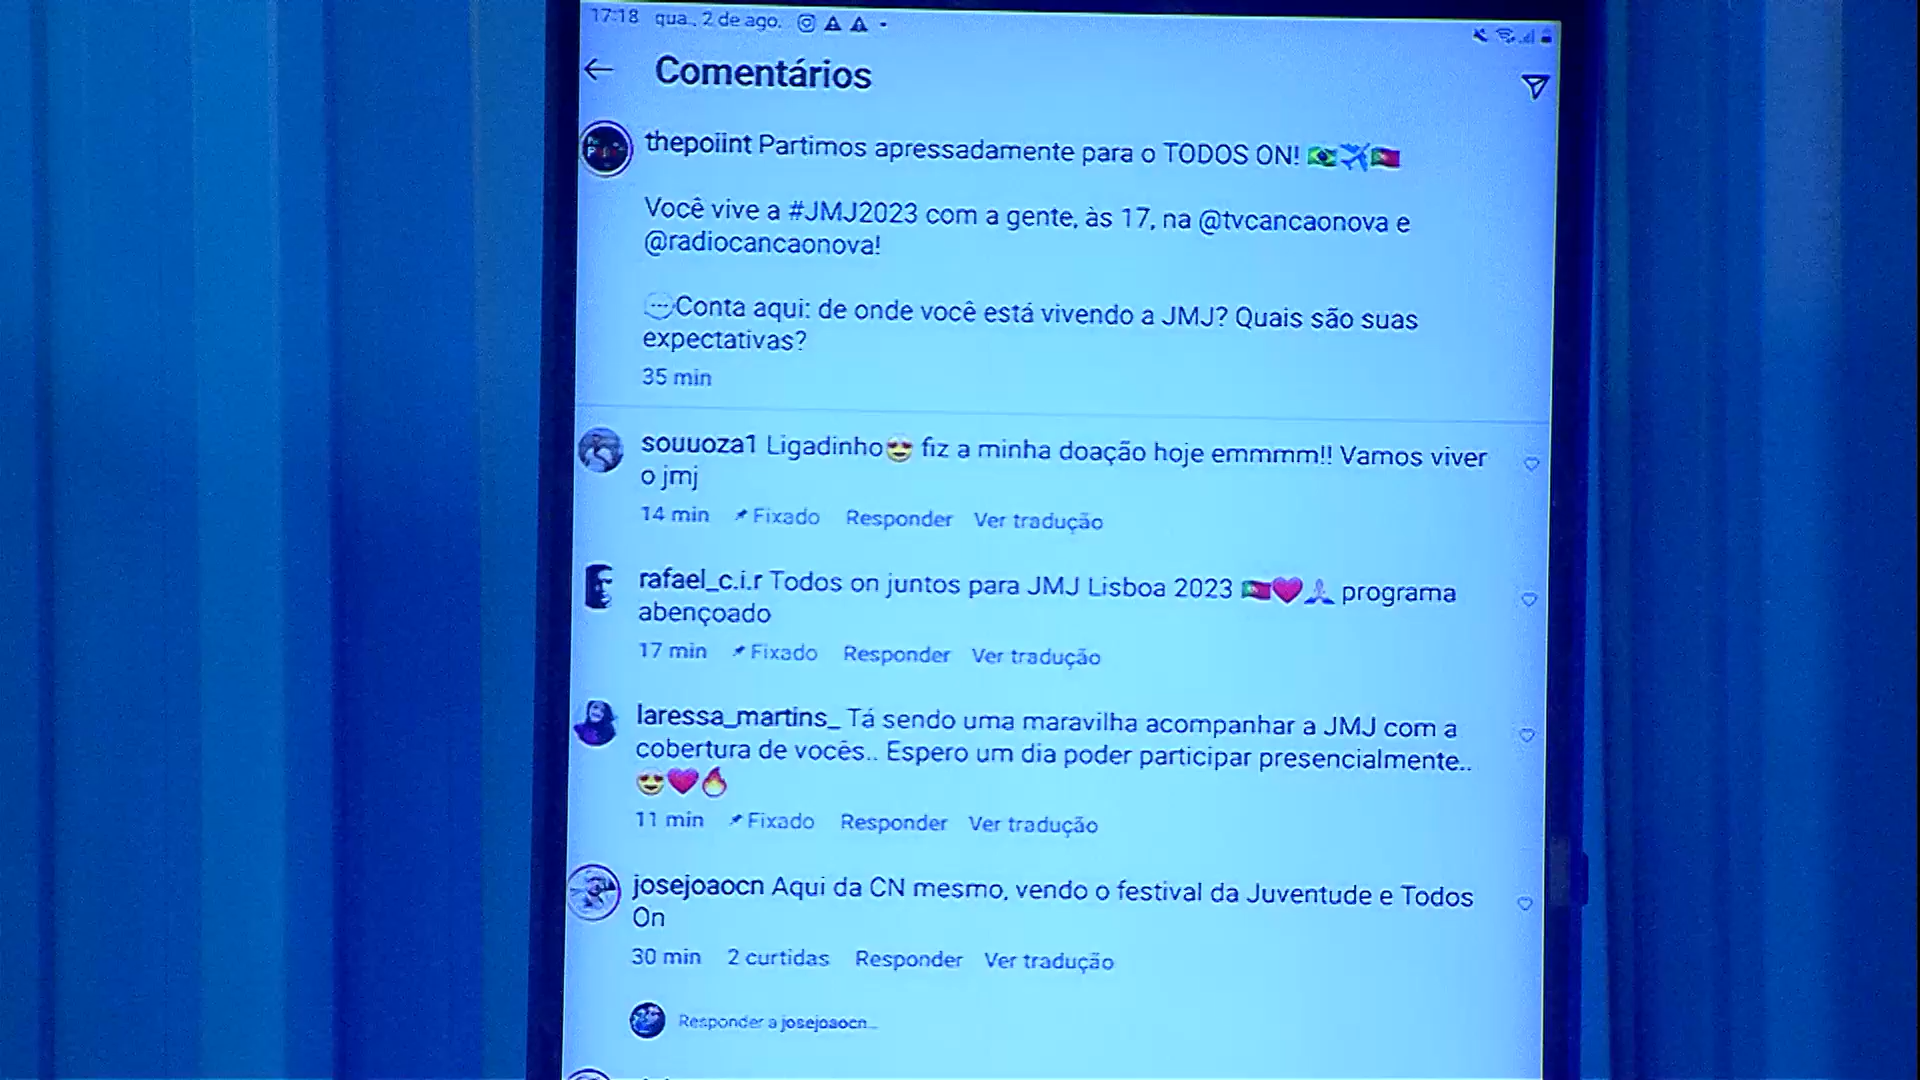 17:18 qua., 2 de ago.
Comentários
thepoiint Partimos apressadamente para o TODOS ON! 🇧🇷✈️🇵🇹
Você vive a #JMJ2023 com a gente, às 17, na @tvcancaonova e
@radiocancaonova!
💬Conta aqui: de onde você está vivendo a JMJ? Quais são suas
expectativas?
35 min
souuoza1 Ligadinho😍 fiz a minha doação hoje emmmm!! Vamos viver
o jmj
14 min Fixado Responder Ver tradução
rafael_c.i.r Todos on juntos para JMJ Lisboa 2023 🇵🇹❤️🙏 programa
abençoado
17 min Fixado Responder Ver tradução
laressa_martins_ Tá sendo uma maravilha acompanhar a JMJ com a
cobertura de vocês.. Espero um dia poder participar presencialmente..
😍❤️🔥
11 min Fixado Responder Ver tradução
josejoaocn Aqui da CN mesmo, vendo o festival da Juventude e Todos
On
30 min 2 curtidas Responder Ver tradução
Responder a josejoaocn...